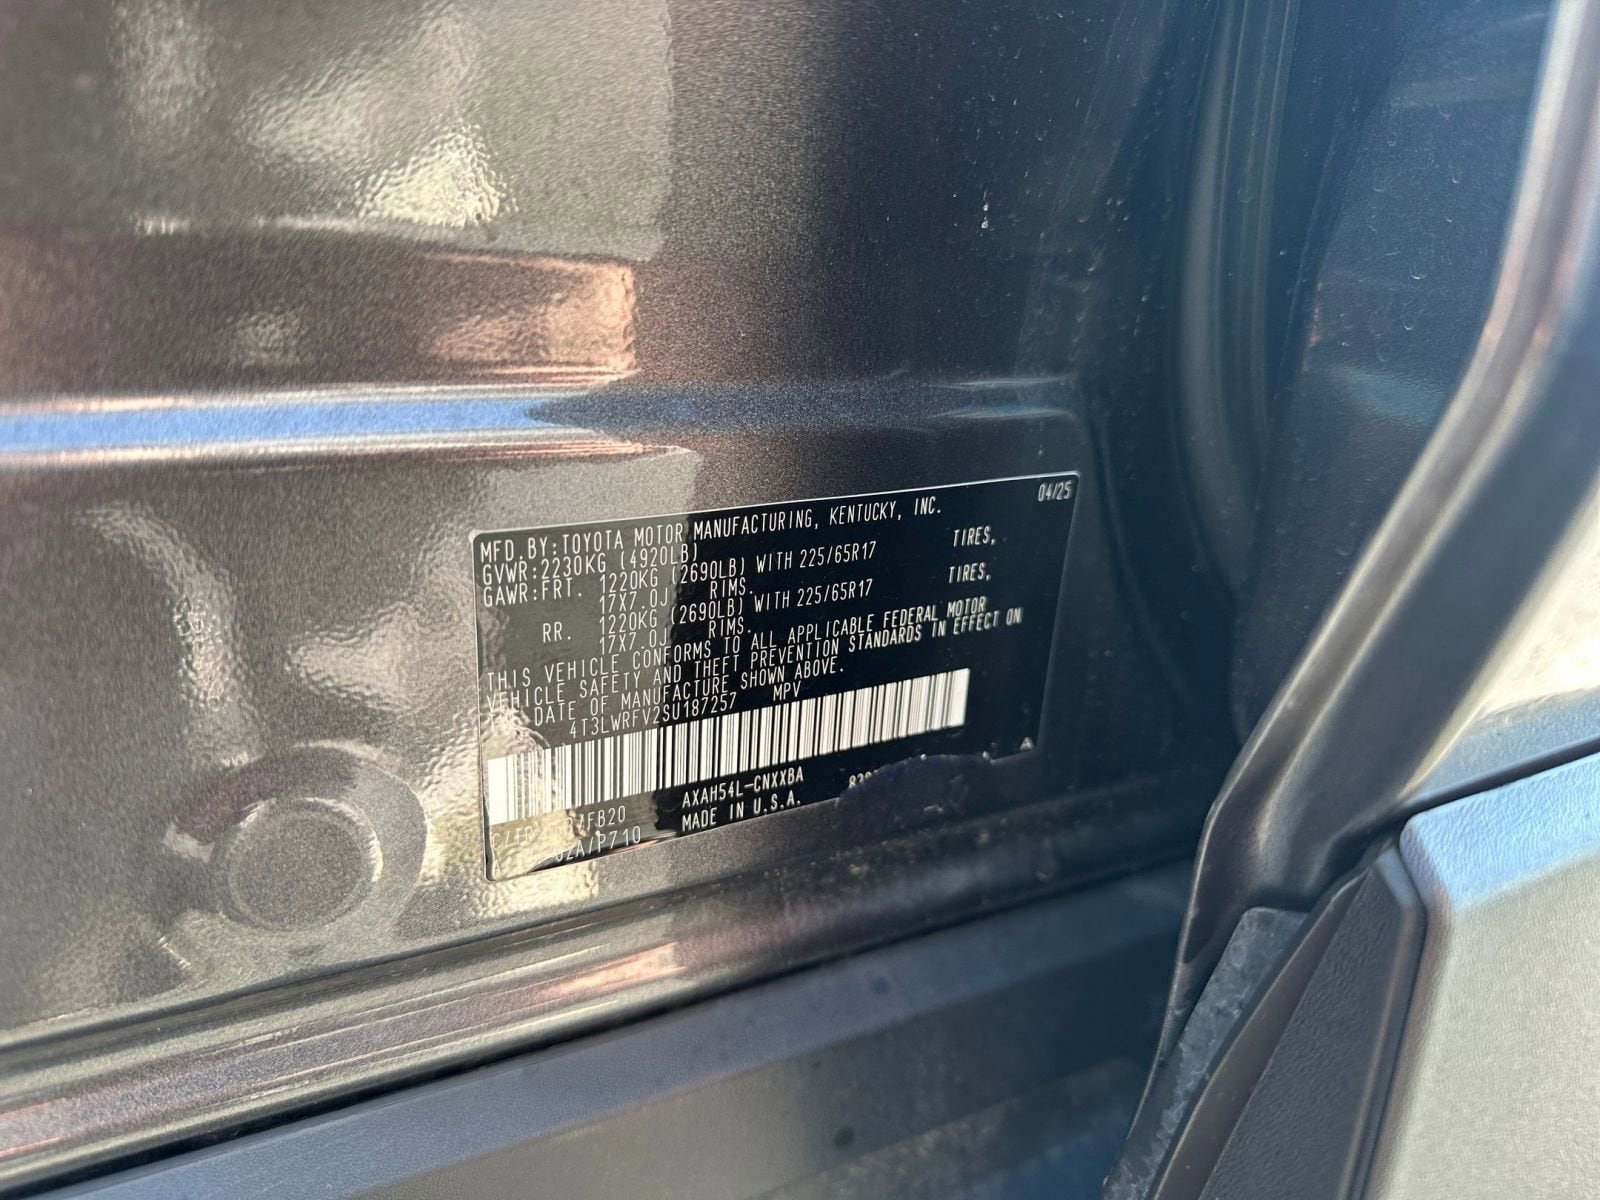 04/25
MFD.BY:TOYOTA MOTOR MANUFACTURING, KENTUCKY, INC.
GVWR:2230KG (4920LB)
GAWR:FRT. 1220KG (2690LB) WITH 225/65R17 TIRES,
17X7.0J RIMS.
RR. 1220KG (2690LB) WITH 225/65R17 TIRES,
17X7.0J RIMS.
THIS VEHICLE CONFORMS TO ALL APPLICABLE FEDERAL MOTOR
VEHICLE SAFETY AND THEFT PREVENTION STANDARDS IN EFFECT ON
THE DATE OF MANUFACTURE SHOWN ABOVE.
4T3LWRFV2SU187257 MPV
FB20 AXAH54L-CNXXBA
/P710 MADE IN U.S.A.
A